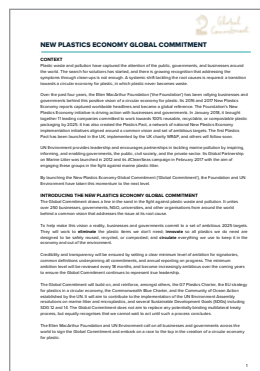 Global
Commitment
NEW PLASTICS ECONOMY GLOBAL COMMITMENT
CONTEXT
Plastic waste and pollution have captured the attention of the public, governments, and businesses around
the world. The search for solutions has started, and there is growing recognition that addressing the
symptoms through clean-ups is not enough. A systemic shift tackling the root causes is required: a transition
towards a circular economy for plastic, in which plastic never becomes waste.
Over the past four years, the Ellen MacArthur Foundation ('the Foundation') has been rallying businesses and
governments behind this positive vision of a circular economy for plastic. Its 2016 and 2017 New Plastics
Economy reports captured worldwide headlines and became a global reference. The Foundation's New
Plastics Economy initiative is driving action with businesses and governments. In January 2018, it brought
together 11 leading companies committed to work towards 100% reusable, recyclable, or compostable plastic
packaging by 2025. It has also created the Plastics Pact, a network of national New Plastics Economy
implementation initiatives aligned around a common vision and set of ambitious targets. The first Plastics
Pact has been launched in the UK, implemented by the UK charity WRAP, and others will follow soon.
UN Environment provides leadership and encourages partnerships in tackling marine pollution by inspiring,
informing, and enabling governments, the public, civil society, and the private sector. Its Global Partnership
on Marine Litter was launched in 2012 and its #CleanSeas campaign in February 2017 with the aim of
engaging these groups in the fight against marine plastic litter.
By launching the New Plastics Economy Global Commitment ('Global Commitment'), the Foundation and UN
Environment have taken this momentum to the next level.
INTRODUCING THE NEW PLASTICS ECONOMY GLOBAL COMMITMENT
The Global Commitment draws a line in the sand in the fight against plastic waste and pollution. It unites
over 250 businesses, governments, NGO, universities, and other organisations from around the world
behind a common vision that addresses the issue at its root cause.
To help make this vision a reality, businesses and governments commit to a set of ambitious 2025 targets.
They will work to eliminate the plastic items we don't need; innovate so all plastics we do need are
designed to be safely reused, recycled, or composted; and circulate everything we use to keep it in the
economy and out of the environment.
Credibility and transparency will be ensured by setting a clear minimum level of ambition for signatories,
common definitions underpinning all commitments, and annual reporting on progress. The minimum
ambition level will be reviewed every 18 months, and become increasingly ambitious over the coming years
to ensure the Global Commitment continues to represent true leadership.
The Global Commitment will build on, and reinforce, amongst others, the G7 Plastics Charter, the EU strategy
for plastics in a circular economy, the Commonwealth Blue Charter, and the Community of Ocean Action
established by the UN. It will aim to contribute to the implementation of the UN Environment Assembly
resolutions on marine litter and microplastics, and several Sustainable Development Goals (SDGs) including
SDG 12 and 14. The Global Commitment does not aim to replace any potential binding multilateral treaty
process, but equally recognises that we cannot wait to act until such a process concludes.
The Ellen MacArthur Foundation and UN Environment call on all businesses and governments across the
world to sign the Global Commitment and embark on a race to the top in the creation of a circular economy
for plastic.
1